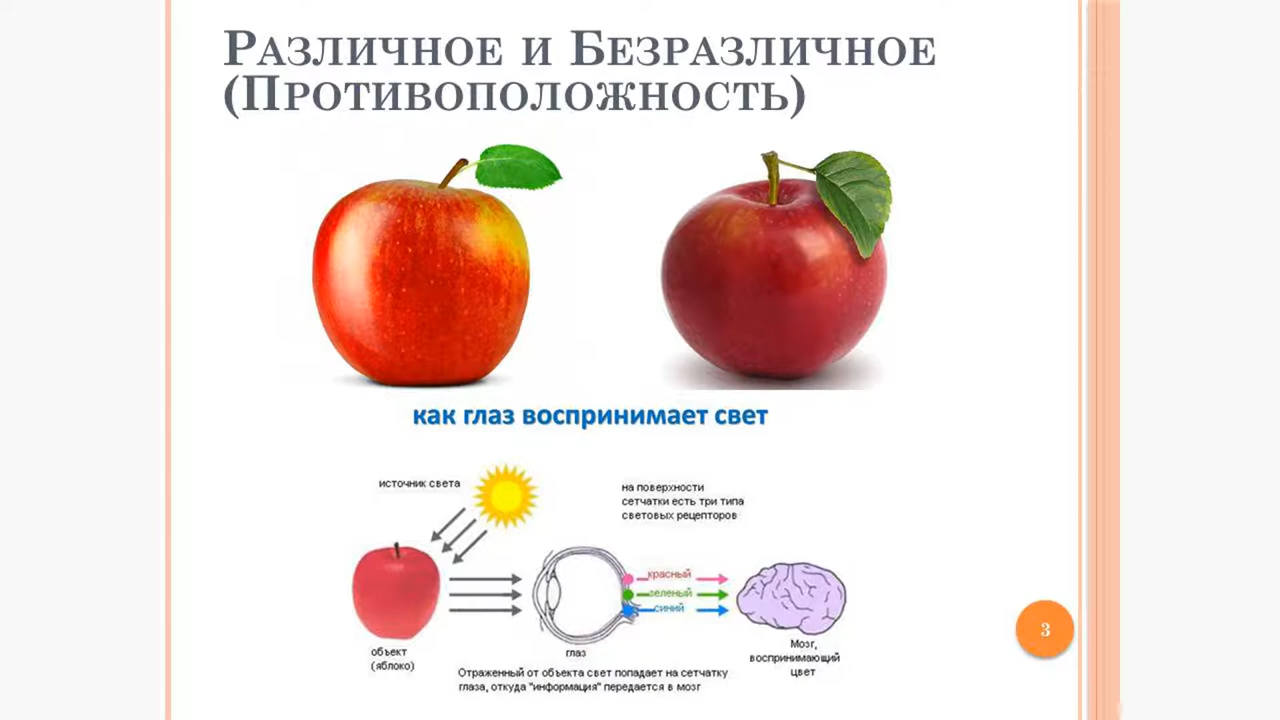 Различное и Безразличное
(Противоположность)
как глаз воспринимает свет
источник света
на поверхности
сетчатки есть три типа
световых рецепторов
красный
зеленый
синий
объект
(яблоко)
глаз
Мозг,
воспринимающий
цвет
Отраженный от объекта свет попадает на сетчатку
глаза, откуда "информация" передается в мозг
3